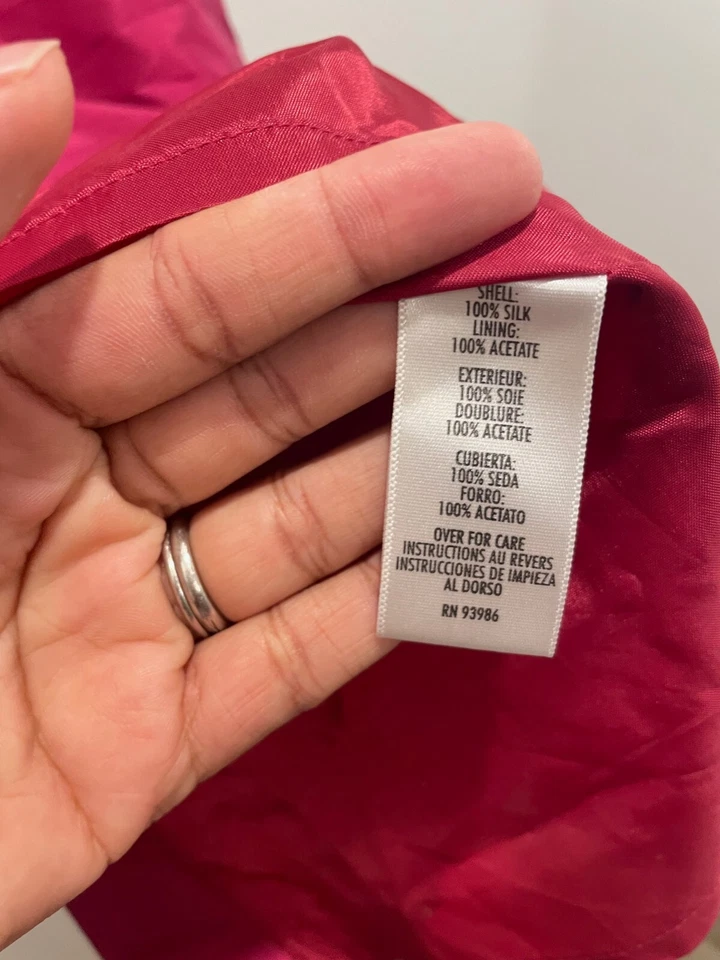 SHELL:
100% SILK
LINING:
100% ACETATE
EXTERIEUR:
100% SOIE
DOUBLURE:
100% ACETATE
CUBIERTA:
100% SEDA
FORRO:
100% ACETATO
OVER FOR CARE
INSTRUCTIONS AU REVERS
INSTRUCCIONES DE IMPIEZA
AL DORSO
RN 93986